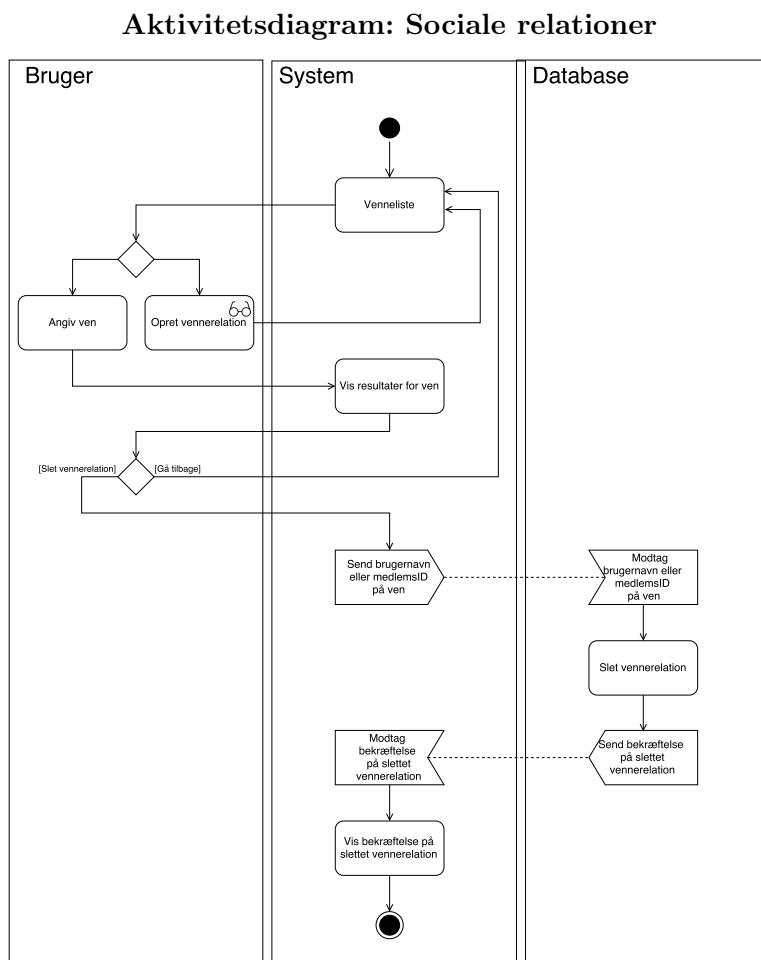 Aktivitetsdiagram: Sociale relationer
Bruger
System
Database
Venneliste
Angiv ven
Opret vennerelation
Vis resultater for ven
[Slet vennerelation]
[Gå tilbage]
Send brugernavn
eller medlemsID
på ven
Modtag
brugernavn eller
medlemsID
på ven
Slet vennerelation
Modtag
bekræftelse
på slettet
vennerelation
Send bekræftelse
på slettet
vennerelation
Vis bekræftelse på
slettet vennerelation